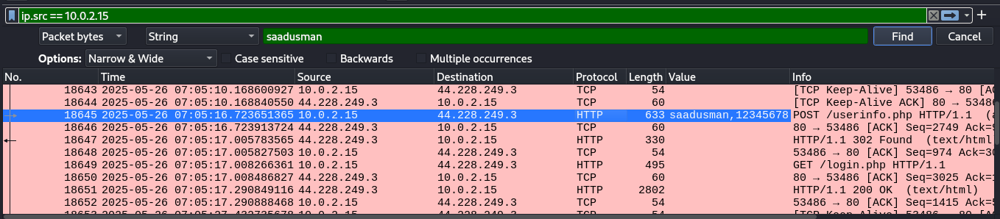 ip.src == 10.0.2.15
Packet bytes String saadusman Find Cancel
Options: Narrow & Wide Case sensitive Backwards Multiple occurrences
No. Time Source Destination Protocol Length Value Info
18643 2025-05-26 07:05:10.168600927 10.0.2.15 44.228.249.3 TCP 54 [TCP Keep-Alive] 53486 → 80 [AC
18644 2025-05-26 07:05:10.168840550 44.228.249.3 10.0.2.15 TCP 60 [TCP Keep-Alive ACK] 80 → 5348
18645 2025-05-26 07:05:16.723651365 10.0.2.15 44.228.249.3 HTTP 633 saadusman,12345678 POST /userinfo.php HTTP/1.1 (a
18646 2025-05-26 07:05:16.723913724 44.228.249.3 10.0.2.15 TCP 60 80 → 53486 [ACK] Seq=2749 Ack=9
18647 2025-05-26 07:05:17.005783565 44.228.249.3 10.0.2.15 HTTP 330 HTTP/1.1 302 Found (text/html
18648 2025-05-26 07:05:17.005827503 10.0.2.15 44.228.249.3 TCP 54 53486 → 80 [ACK] Seq=974 Ack=30
18649 2025-05-26 07:05:17.008266361 10.0.2.15 44.228.249.3 HTTP 495 GET /login.php HTTP/1.1
18650 2025-05-26 07:05:17.008486827 44.228.249.3 10.0.2.15 TCP 60 80 → 53486 [ACK] Seq=3025 Ack=1
18651 2025-05-26 07:05:17.290849116 44.228.249.3 10.0.2.15 HTTP 2802 HTTP/1.1 200 OK (text/html)
18652 2025-05-26 07:05:17.290888468 10.0.2.15 44.228.249.3 TCP 54 53486 → 80 [ACK] Seq=1415 Ack=5